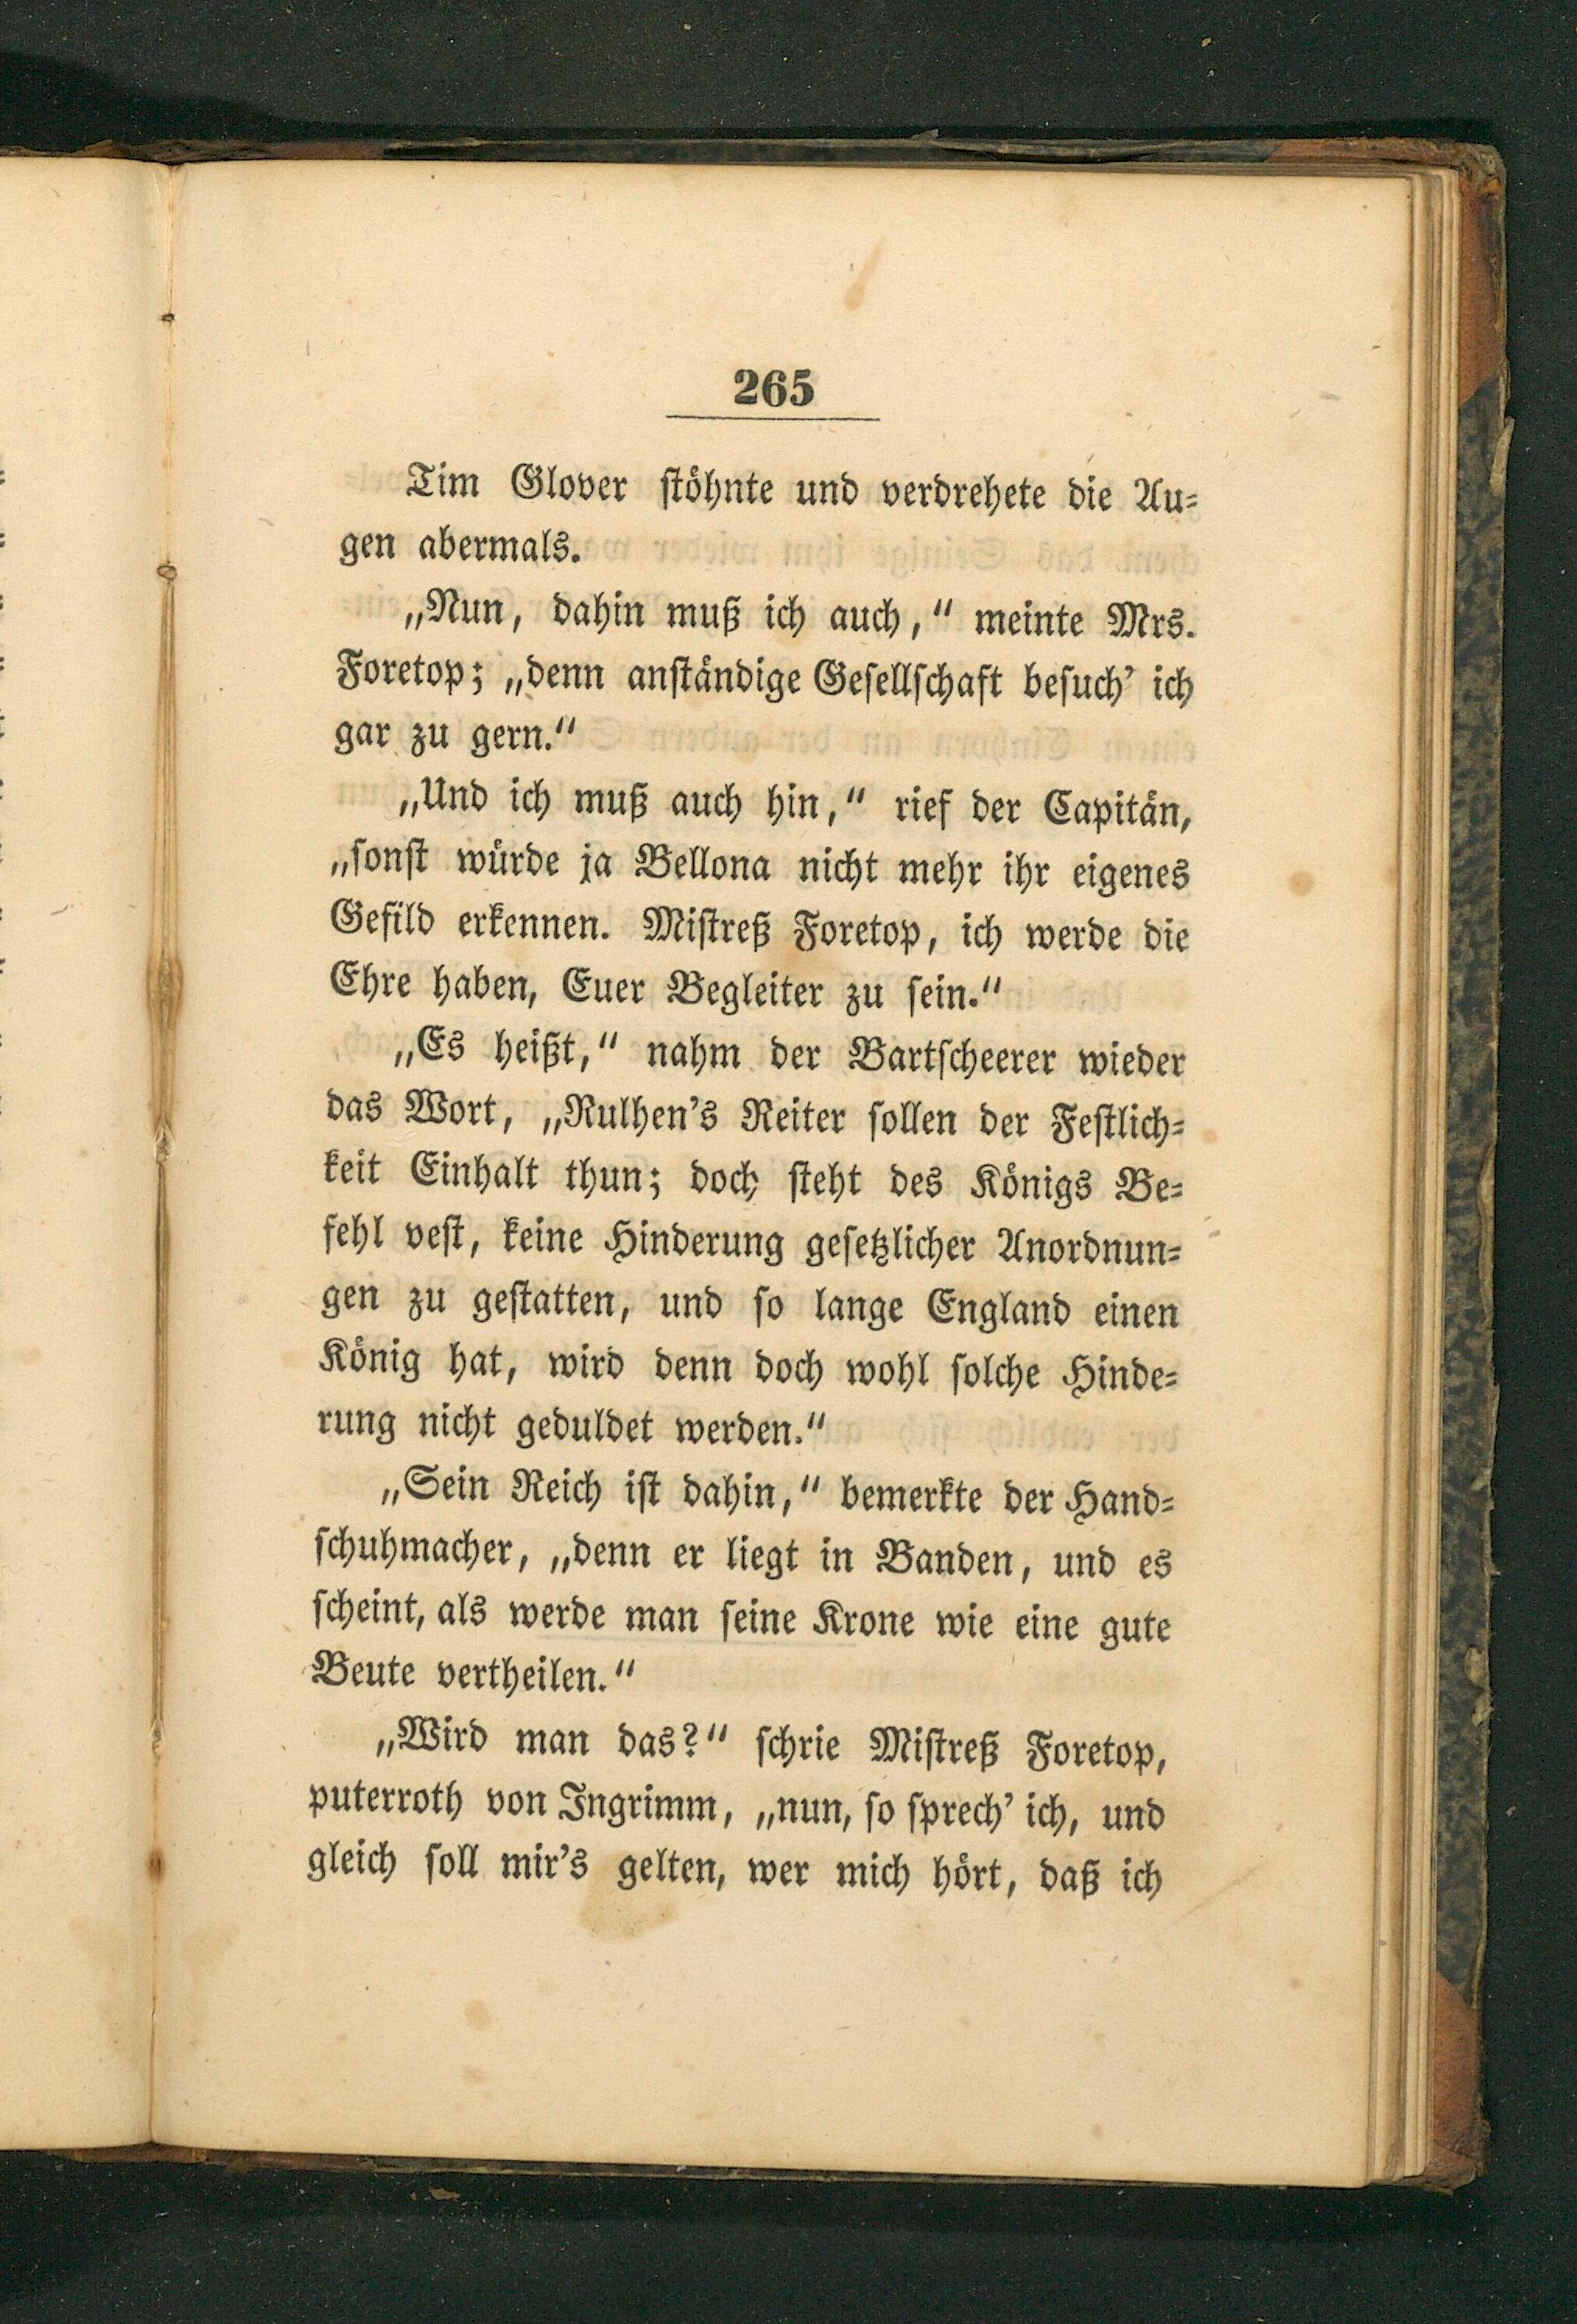 265
Tim Glover stöhnte und verdrehete die Au-
gen abermals.
„Nun, dahin muß ich auch,“ meinte Mrs.
Foretop; „denn anständige Gesellschaft besuch’ ich
gar zu gern.“
„Und ich muß auch hin,“ rief der Capitän,
„sonst würde ja Bellona nicht mehr ihr eigenes
Gefild erkennen. Mistreß Foretop, ich werde die
Ehre haben, Euer Begleiter zu sein.“
„Es heißt,“ nahm der Bartscheerer wieder
das Wort, „Rulhen’s Reiter sollen der Festlich-
keit Einhalt thun; doch steht des Königs Be-
fehl vest, keine Hinderung gesetzlicher Anordnun-
gen zu gestatten, und so lange England einen
König hat, wird denn doch wohl solche Hinde-
rung nicht geduldet werden.“
„Sein Reich ist dahin,“ bemerkte der Hand-
schuhmacher, „denn er liegt in Banden, und es
scheint, als werde man seine Krone wie eine gute
Beute vertheilen.“
„Wird man das?“ schrie Mistreß Foretop,
puterroth von Ingrimm, „nun, so sprech’ ich, und
gleich soll mir’s gelten, wer mich hört, daß ich